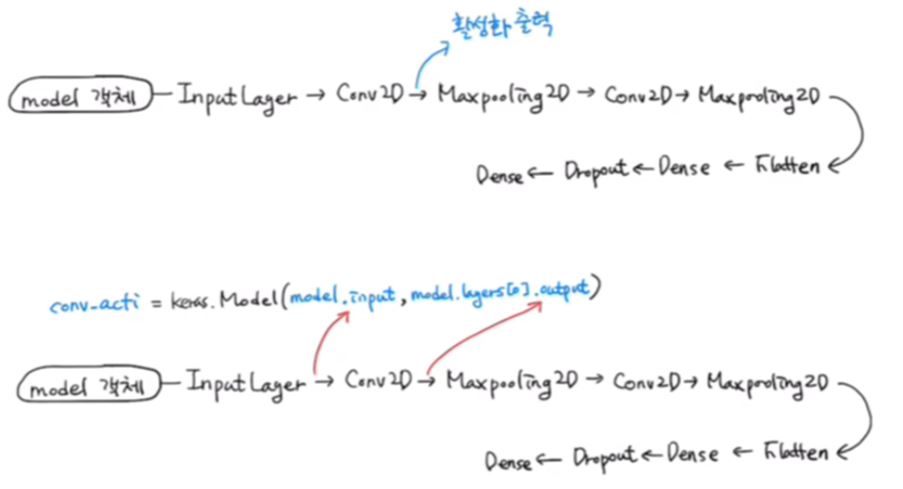 활성화 출력
model 객체 — InputLayer → Conv2D → Maxpooling2D → Conv2D → Maxpooling2D
Dense ← Dropout ← Dense ← Flatten
conv-acti = keras.Model(model.input, model.layers[0].output)
model 객체 — InputLayer → Conv2D → Maxpooling2D → Conv2D → Maxpooling2D
Dense ← Dropout ← Dense ← Flatten